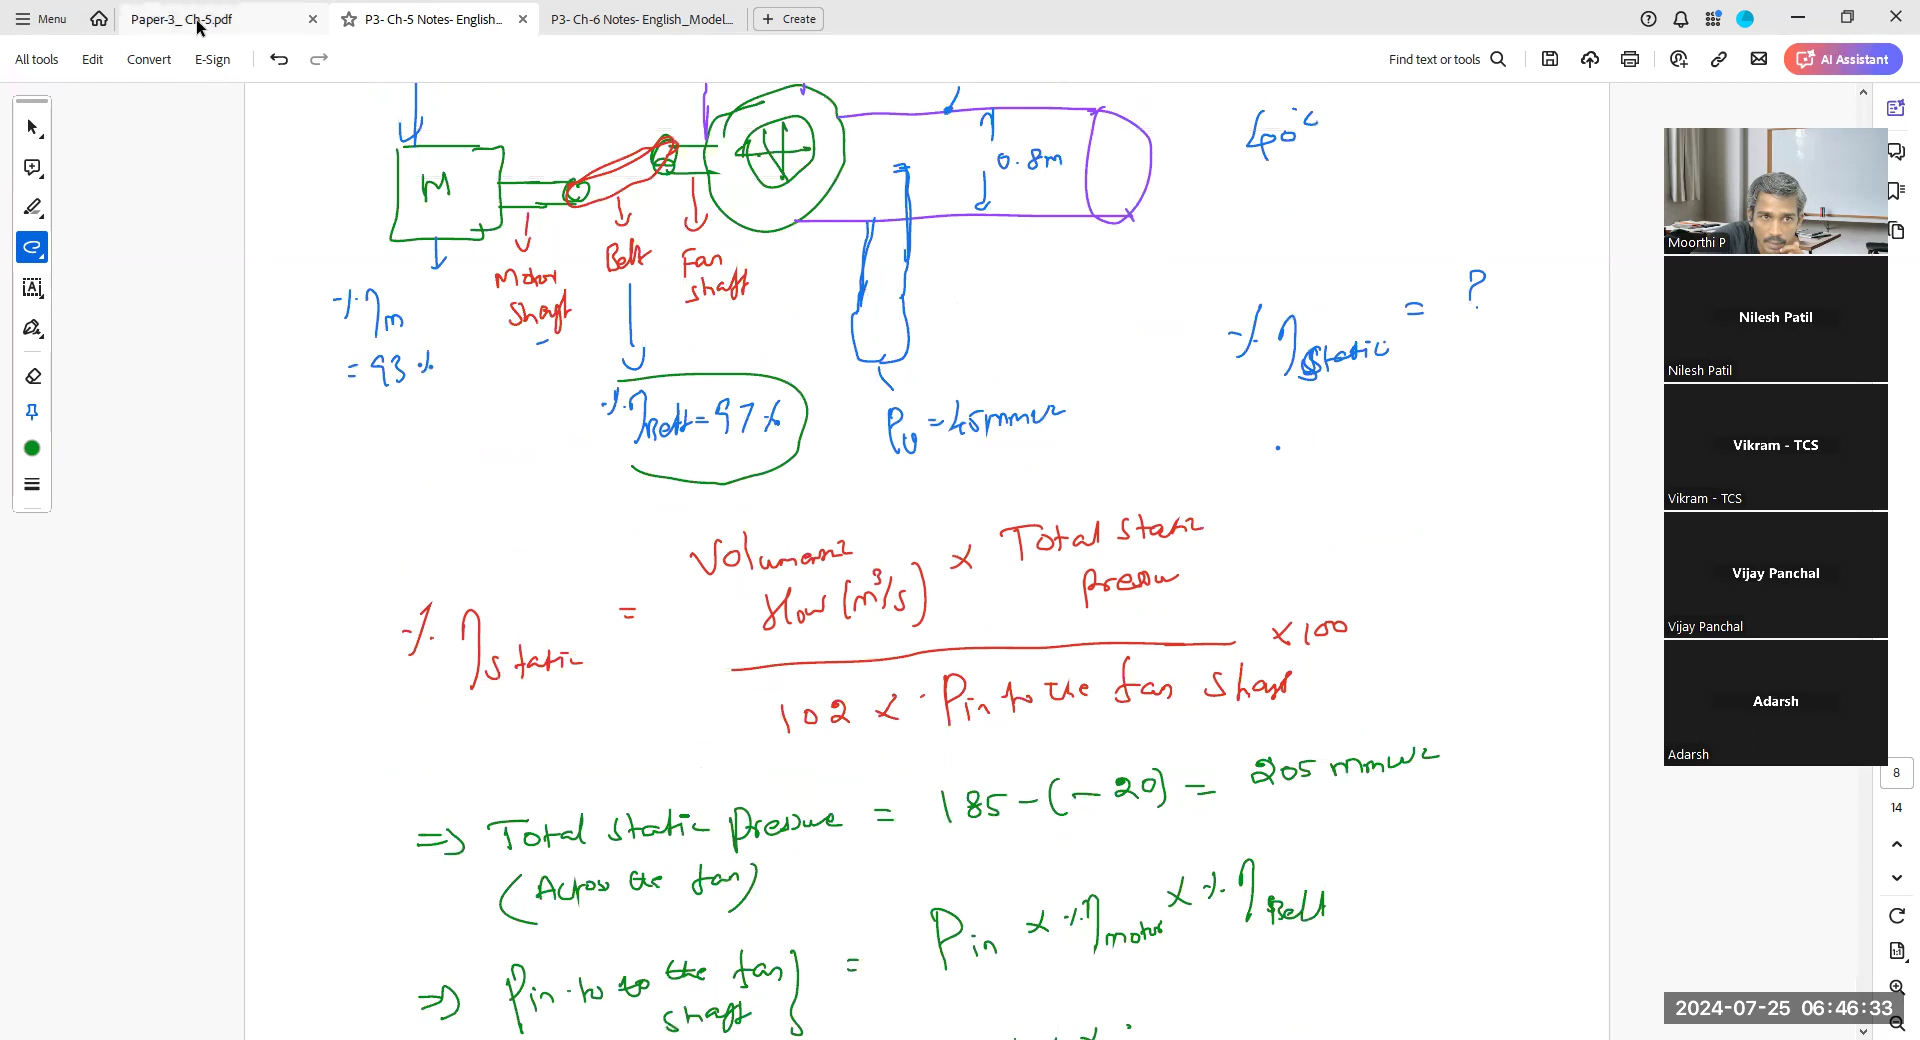 Menu
Paper-3_ Ch-5.pdf
P3- Ch-5 Notes- English...
P3- Ch-6 Notes- English_Model...
Create
All tools
Edit
Convert
E-Sign
Find text or tools
AI Assistant
40°C
M
0.8m
Motor
shaft
Belt
Fan
shaft
%ηm
= 93%
%ηBelt = 97%
Pv = 45mmwc
%ηstatic = ?
%ηstatic =
flow (m³/s) × Total static
× 100
102 × Pin to the fan shaft
=> Total static pressure = 185 - (-20) = 205 mmwc
(Across the fan)
Pin × %ηmotor × %ηBelt
=> Pin to the fan =
shaft
Moorthi P
Nilesh Patil
Nilesh Patil
Vikram - TCS
Vikram - TCS
Vijay Panchal
Vijay Panchal
Adarsh
Adarsh
8
14
2024-07-25 06:46:33